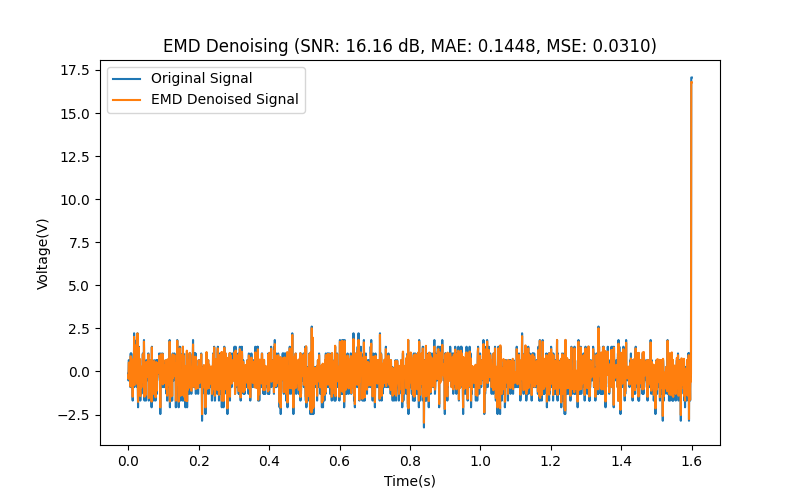 EMD Denoising (SNR: 16.16 dB, MAE: 0.1448, MSE: 0.0310)
Original Signal
EMD Denoised Signal
17.5
15.0
12.5
10.0
7.5
5.0
2.5
0.0
−2.5
Voltage(V)
0.0 0.2 0.4 0.6 0.8 1.0 1.2 1.4 1.6
Time(s)